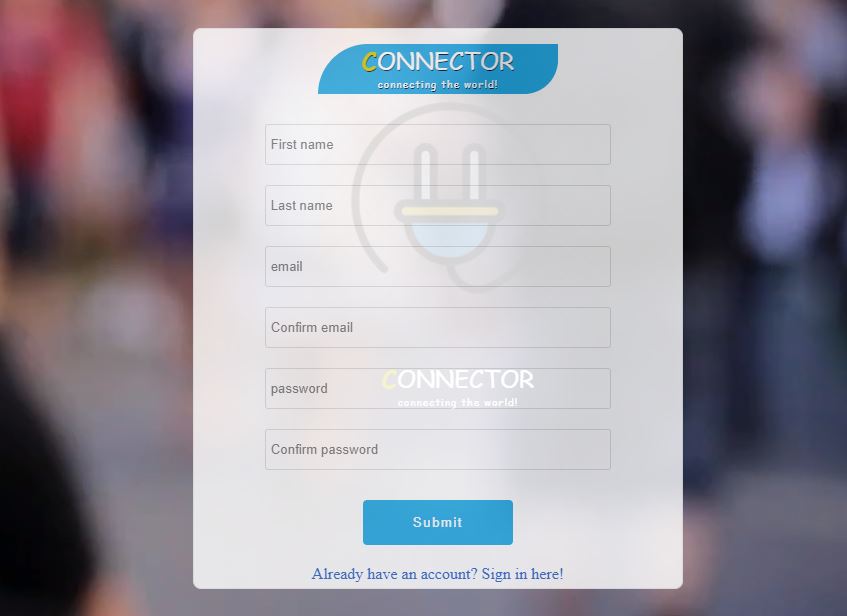 CONNECTOR
connecting the world!
First name
Last name
email
Confirm email
password
CONNECTOR
connecting the world!
Confirm password
Submit
Already have an account? Sign in here!